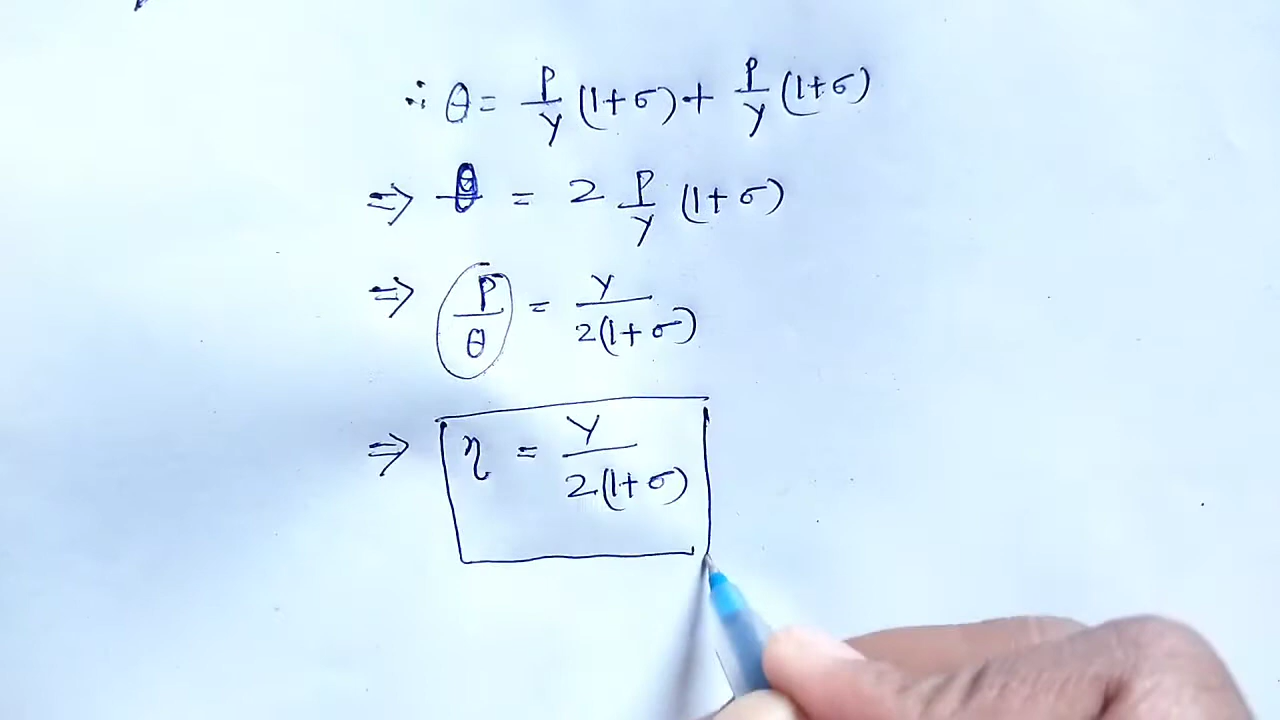 ∴ θ = P/Y (1+σ) + P/Y (1+σ)
⇒ θ = 2 P/Y (1+σ)
⇒ P/θ = Y/2(1+σ)
⇒ η = Y/2(1+σ)